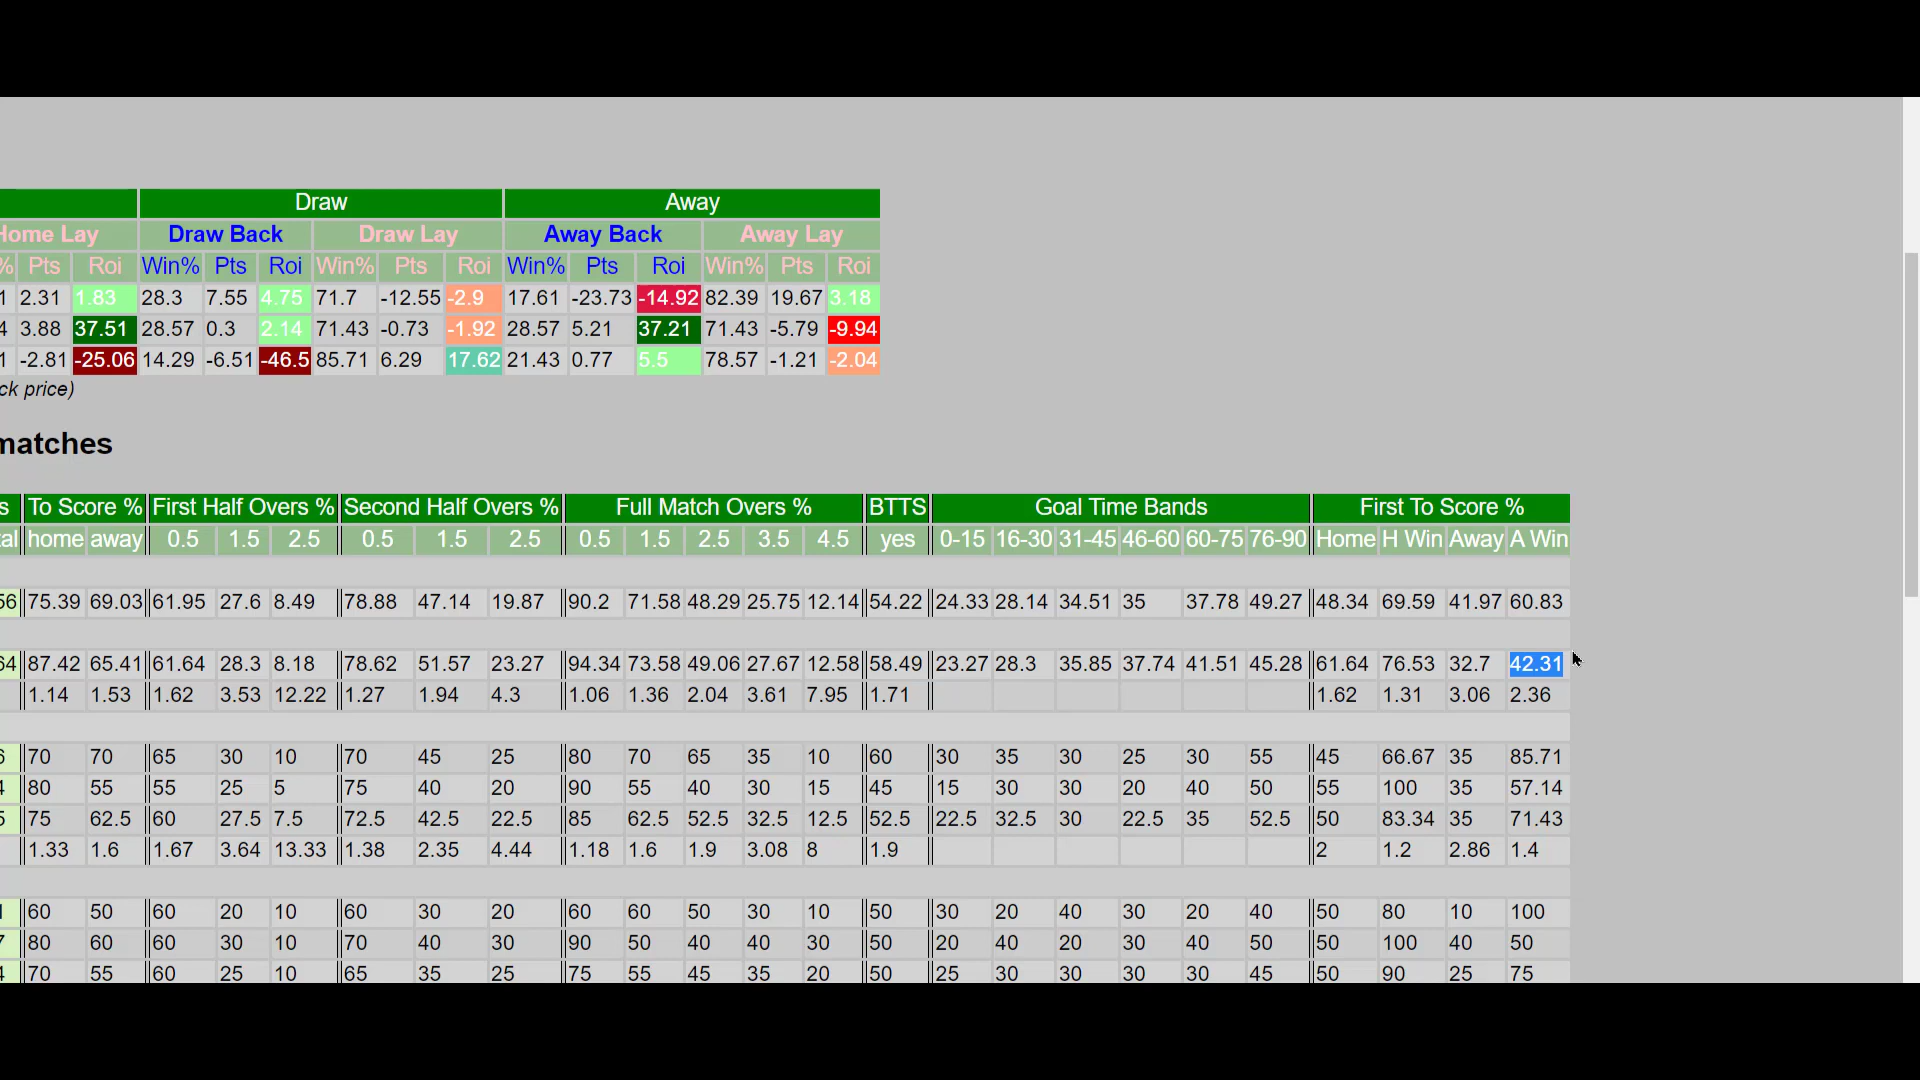 Draw Away
Home Lay Draw Back Draw Lay Away Back Away Lay
% Pts Roi Win% Pts Roi Win% Pts Roi Win% Pts Roi Win% Pts Roi
1 2.31 1.83 28.3 7.55 4.75 71.7 -12.55 -2.9 17.61 -23.73 -14.92 82.39 19.67 3.18
4 3.88 37.51 28.57 0.3 2.14 71.43 -0.73 -1.92 28.57 5.21 37.21 71.43 -5.79 -9.94
1 -2.81 -25.06 14.29 -6.51 -46.5 85.71 6.29 17.62 21.43 0.77 5.5 78.57 -1.21 -2.04
ck price)
matches
s To Score % First Half Overs % Second Half Overs % Full Match Overs % BTTS Goal Time Bands First To Score %
tal home away 0.5 1.5 2.5 0.5 1.5 2.5 0.5 1.5 2.5 3.5 4.5 yes 0-15 16-30 31-45 46-60 60-75 76-90 Home H Win Away A Win
56 75.39 69.03 61.95 27.6 8.49 78.88 47.14 19.87 90.2 71.58 48.29 25.75 12.14 54.22 24.33 28.14 34.51 35 37.78 49.27 48.34 69.59 41.97 60.83
64 87.42 65.41 61.64 28.3 8.18 78.62 51.57 23.27 94.34 73.58 49.06 27.67 12.58 58.49 23.27 28.3 35.85 37.74 41.51 45.28 61.64 76.53 32.7 42.31
1.14 1.53 1.62 3.53 12.22 1.27 1.94 4.3 1.06 1.36 2.04 3.61 7.95 1.71 1.62 1.31 3.06 2.36
6 70 70 65 30 10 70 45 25 80 70 65 35 10 60 30 35 30 25 30 55 45 66.67 35 85.71
4 80 55 55 25 5 75 40 20 90 55 40 30 15 45 15 30 30 20 40 50 55 100 35 57.14
5 75 62.5 60 27.5 7.5 72.5 42.5 22.5 85 62.5 52.5 32.5 12.5 52.5 22.5 32.5 30 22.5 35 52.5 50 83.34 35 71.43
1.33 1.6 1.67 3.64 13.33 1.38 2.35 4.44 1.18 1.6 1.9 3.08 8 1.9 2 1.2 2.86 1.4
1 60 50 60 20 10 60 30 20 60 60 50 30 10 50 30 20 40 30 20 40 50 80 10 100
7 80 60 60 30 10 70 40 30 90 50 40 40 30 50 20 40 20 30 40 50 50 100 40 50
4 70 55 60 25 10 65 35 25 75 55 45 35 20 50 25 30 30 30 30 45 50 90 25 75